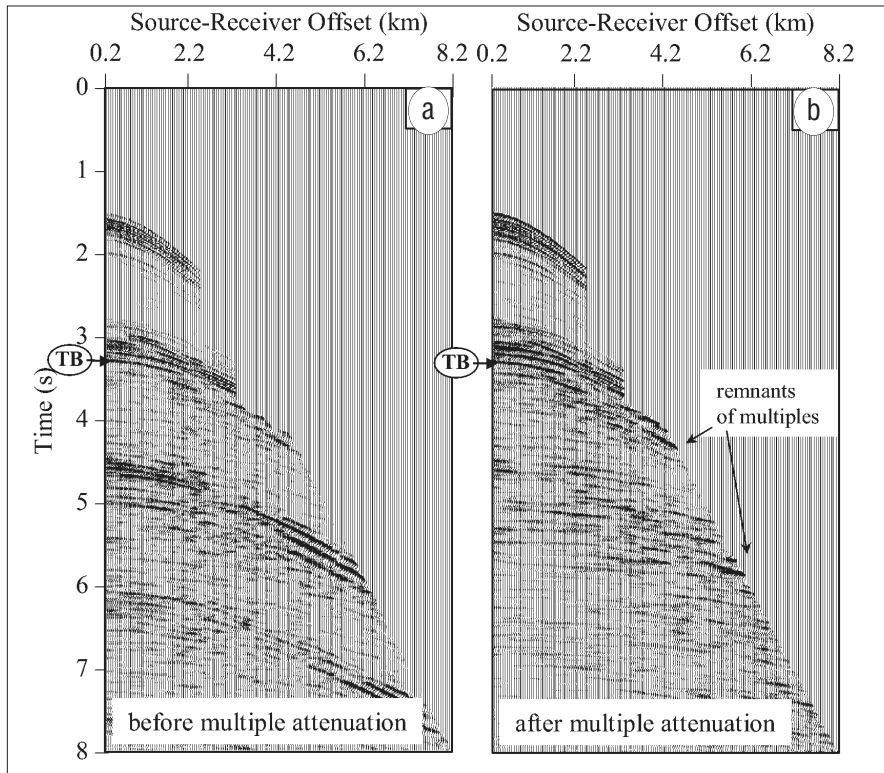 Source-Receiver Offset (km)
0.2 2.2 4.2 6.2 8.2
Source-Receiver Offset (km)
0.2 2.2 4.2 6.2 8.2
a
b
Time (s)
0
1
2
3
4
5
6
7
8
TB
TB
remnants
of multiples
before multiple attenuation
after multiple attenuation